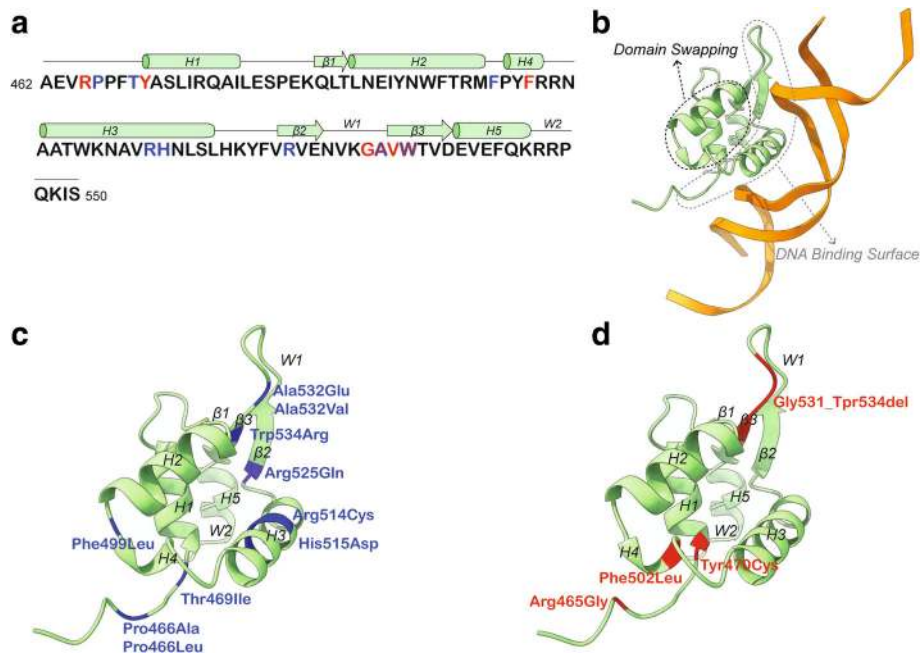 a
H1 β1 H2 H4
462 AEVRPPFTYASLIRQAILESPEKQLTLNEIYNWFTRMFPYFRRN
H3 β2 W1 β3 H5 W2
AATWKNAVRHNLSLHKYFVRVENVKGAVWTVDEVEFQKRRP
QKIS 550
b
Domain Swapping
DNA Binding Surface
c
W1
Ala532Glu
β1 Ala532Val
β3 Trp534Arg
H2 β2
Arg525Gln
H5
H1 Arg514Cys
Phe499Leu W2 H3 His515Asp
H4
Thr469Ile
Pro466Ala
Pro466Leu
d
W1
Gly531_Tpr534del
β1 β3
H2 β2
H5
H1
W2 H3
H4
Phe502Leu Tyr470Cys
Arg465Gly